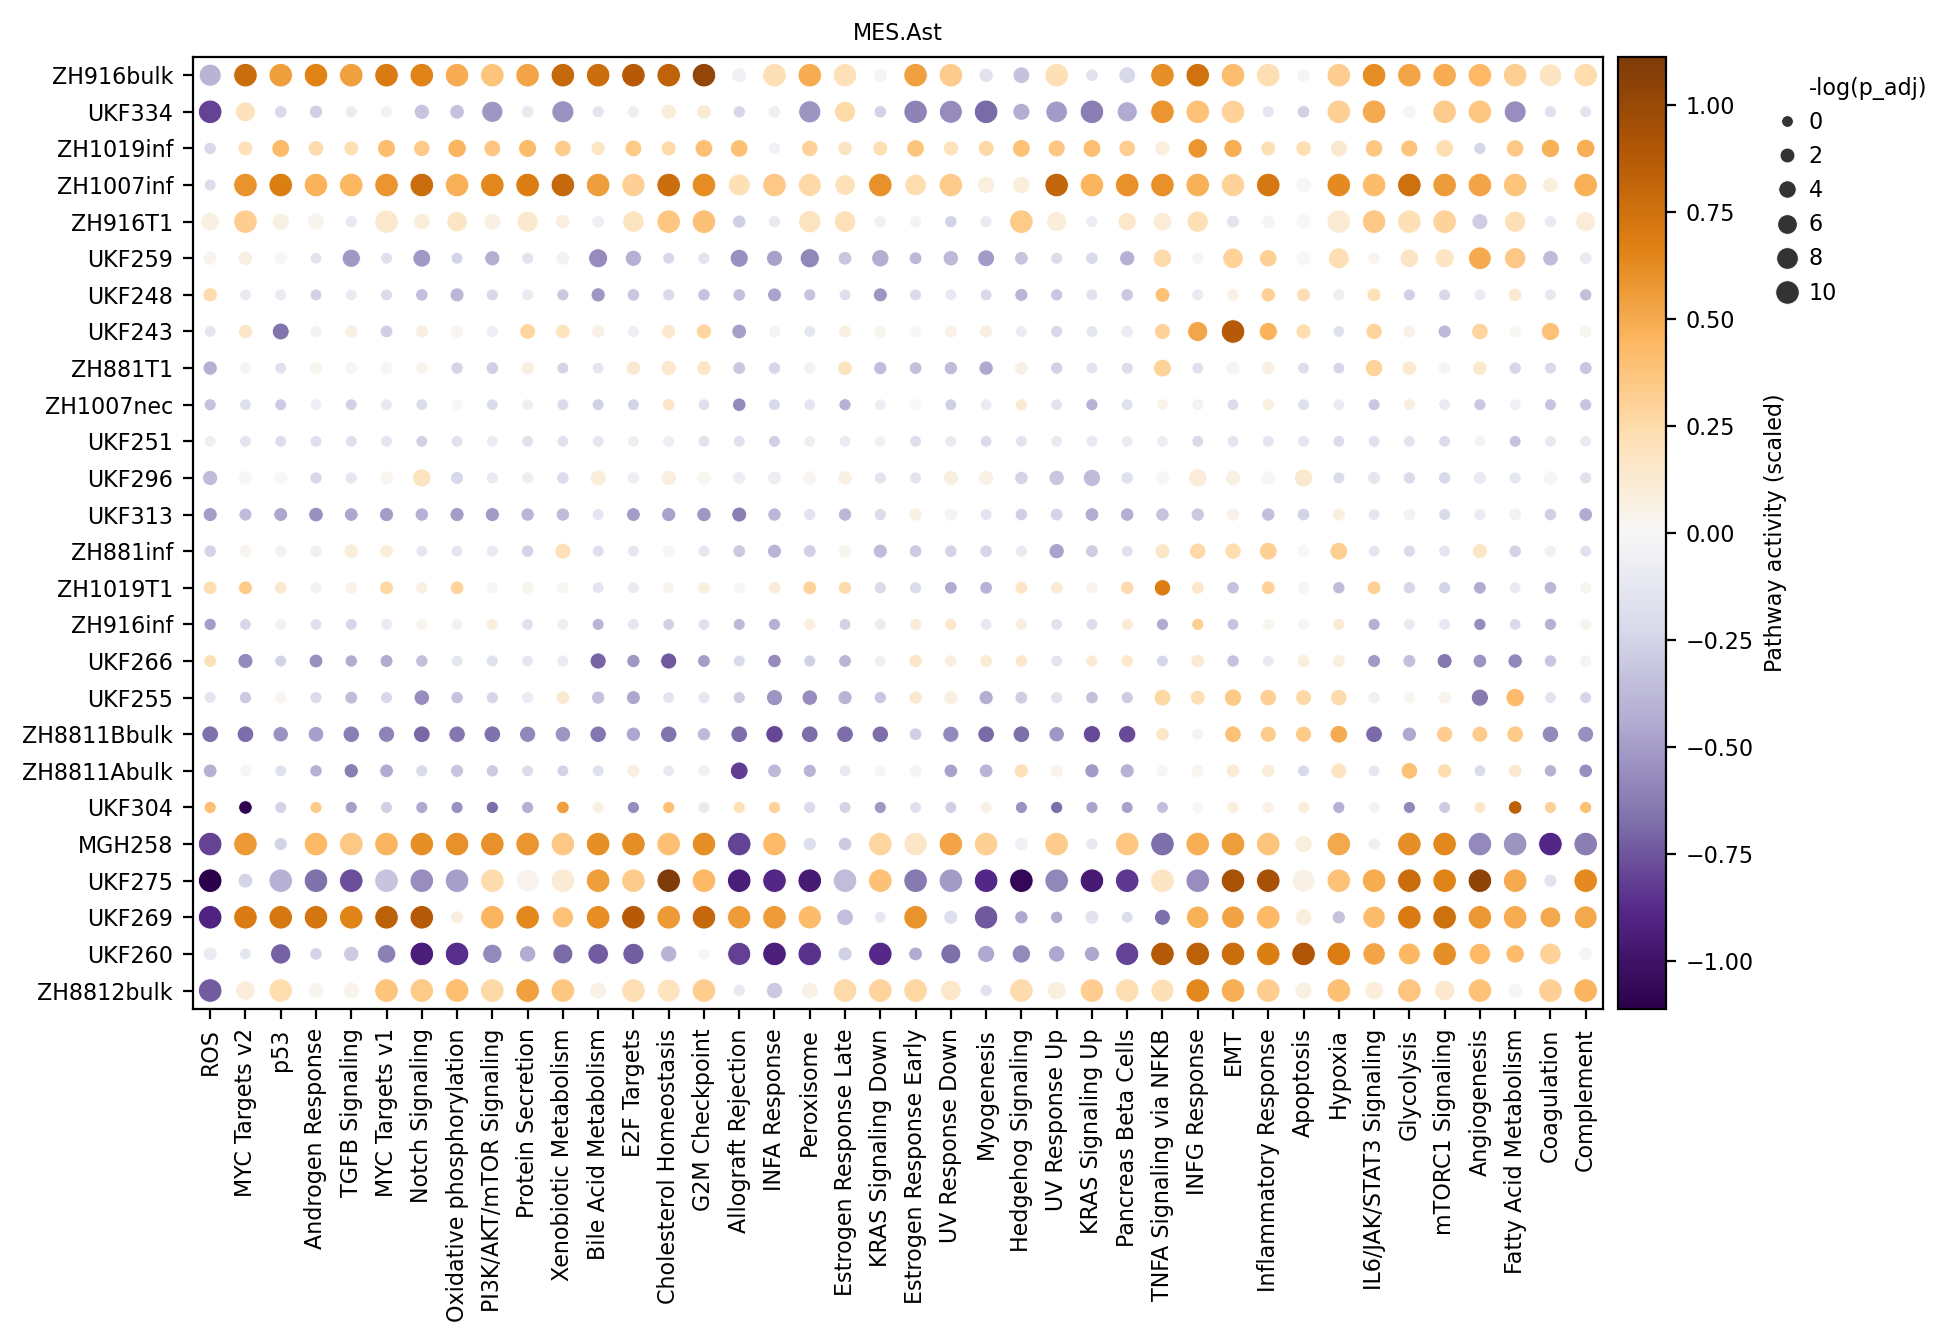 MES.Ast
ZH916bulk
UKF334
ZH1019inf
ZH1007inf
ZH916T1
UKF259
UKF248
UKF243
ZH881T1
ZH1007nec
UKF251
UKF296
UKF313
ZH881inf
ZH1019T1
ZH916inf
UKF266
UKF255
ZH8811Bbulk
ZH8811Abulk
UKF304
MGH258
UKF275
UKF269
UKF260
ZH8812bulk
ROS
MYC Targets v2
p53
Androgen Response
TGFB Signaling
MYC Targets v1
Notch Signaling
Oxidative phosphorylation
PI3K/AKT/mTOR Signaling
Protein Secretion
Xenobiotic Metabolism
Bile Acid Metabolism
E2F Targets
Cholesterol Homeostasis
G2M Checkpoint
Allograft Rejection
INFA Response
Peroxisome
Estrogen Response Late
KRAS Signaling Down
Estrogen Response Early
UV Response Down
Myogenesis
Hedgehog Signaling
UV Response Up
KRAS Signaling Up
Pancreas Beta Cells
TNFA Signaling via NFKB
INFG Response
EMT
Inflammatory Response
Apoptosis
Hypoxia
IL6/JAK/STAT3 Signaling
Glycolysis
mTORC1 Signaling
Angiogenesis
Fatty Acid Metabolism
Coagulation
Complement
1.00
0.75
0.50
0.25
0.00
−0.25
−0.50
−0.75
−1.00
Pathway activity (scaled)
-log(p_adj)
0
2
4
6
8
10